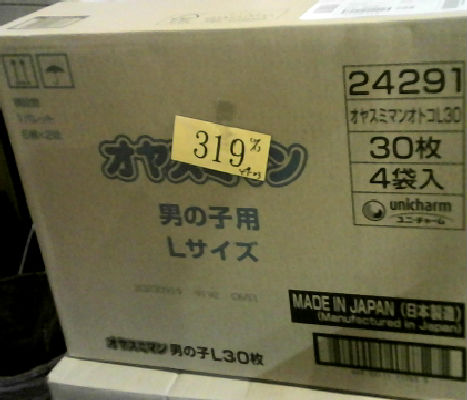 24291
オヤスミマンオトコL30
30枚
4袋入
unicharm
ユニ・チャーム
319
オヤスミマン
男の子用
Lサイズ
MADE IN JAPAN (日本製造)
(Manufactured in Japan)
オヤスミマン 男の子L30枚